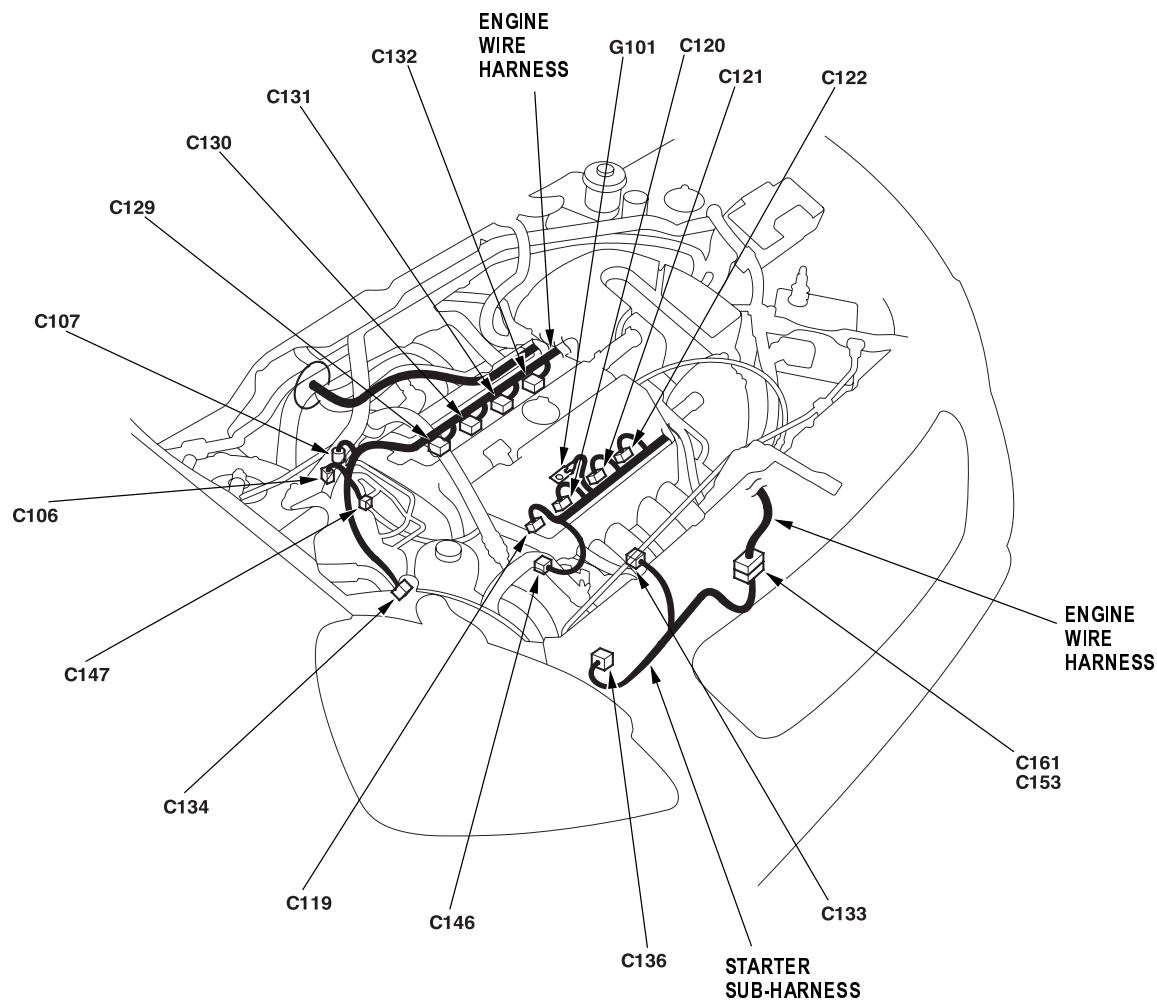 ENGINE
WIRE
HARNESS
C132
G101
C120
C121
C122
C131
C130
C129
C107
C106
C147
C134
C119
C146
C136
C133
C161
C153
ENGINE
WIRE
HARNESS
STARTER
SUB-HARNESS